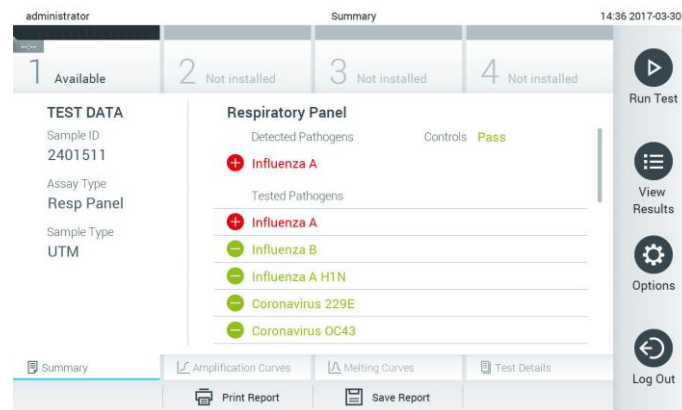 administrator Summary 14:36 2017-03-30
--:--
1 Available
2 Not installed
3 Not installed
4 Not installed
Run Test
View
Results
Options
Log Out
TEST DATA
Sample ID
2401511
Assay Type
Resp Panel
Sample Type
UTM
Respiratory Panel
Detected Pathogens Controls Pass
Influenza A
Tested Pathogens
Influenza A
Influenza B
Influenza A H1N
Coronavirus 229E
Coronavirus OC43
Summary
Amplification Curves
Melting Curves
Test Details
Print Report
Save Report